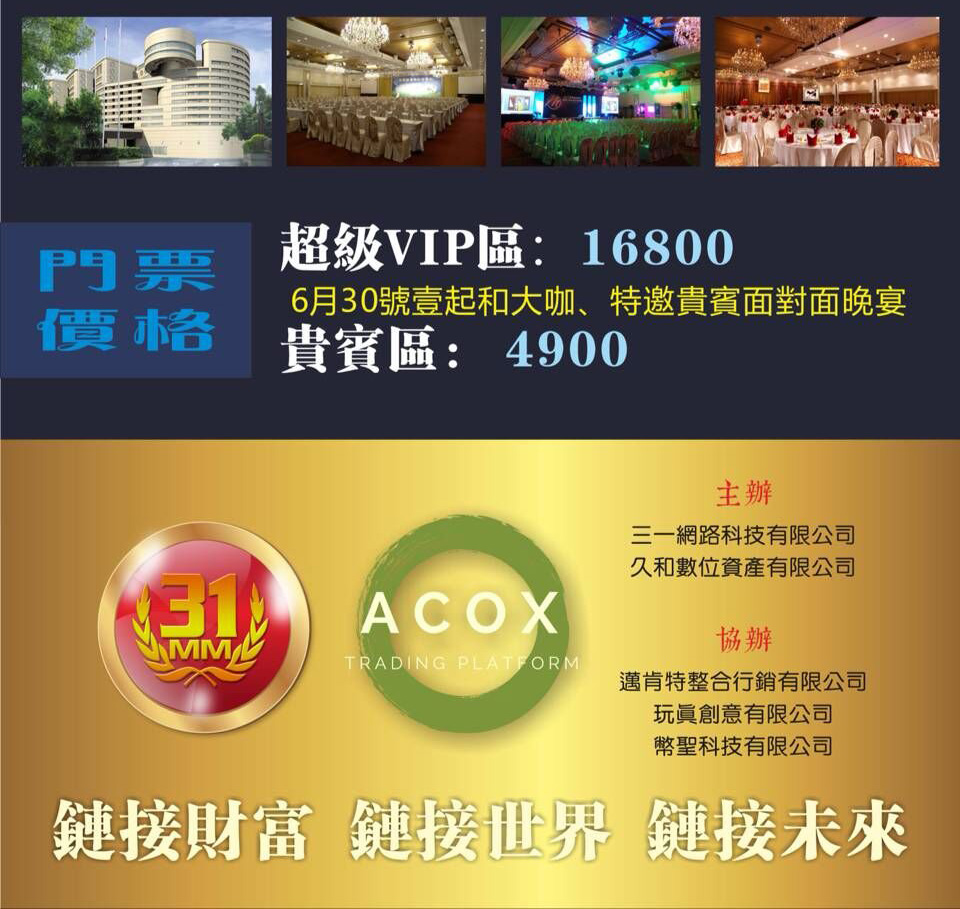 門票
價格
超級VIP區: 16800
6月30號壹起和大咖、特邀貴賓面對面晚宴
貴賓區: 4900
主辦
三一網路科技有限公司
久和數位資產有限公司
31
MM
ACOX
TRADING PLATFORM
協辦
邁肯特整合行銷有限公司
玩真創意有限公司
幣聖科技有限公司
鏈接財富 鏈接世界 鏈接未來